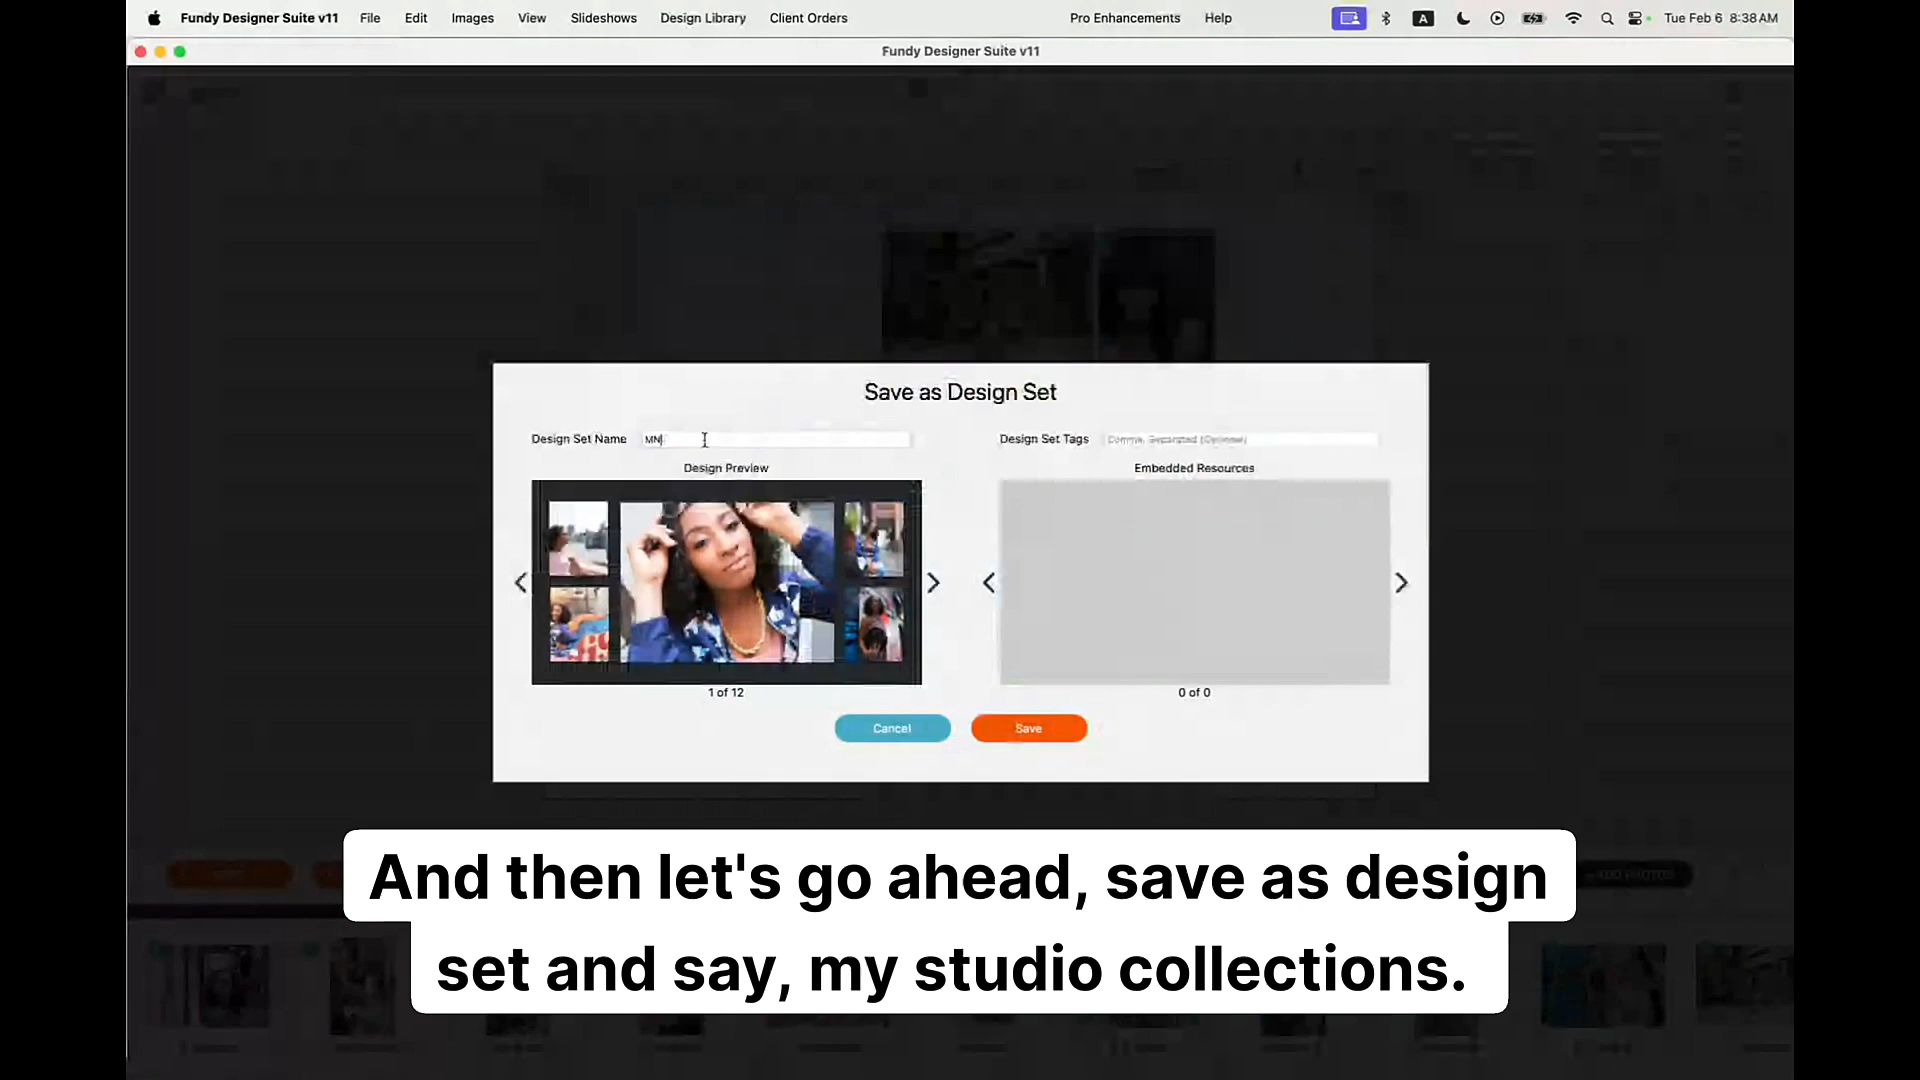 Fundy Designer Suite v11 File Edit Images View Slideshows Design Library Client Orders Pro Enhancements Help A Tue Feb 6 8:38 AM
Fundy Designer Suite v11
Save as Design Set
Design Set Name MN Design Set Tags Comma, Separated (Optional)
Design Preview Embedded Resources
1 of 12 0 of 0
Cancel Save
And then let's go ahead, save as design
set and say, my studio collections.